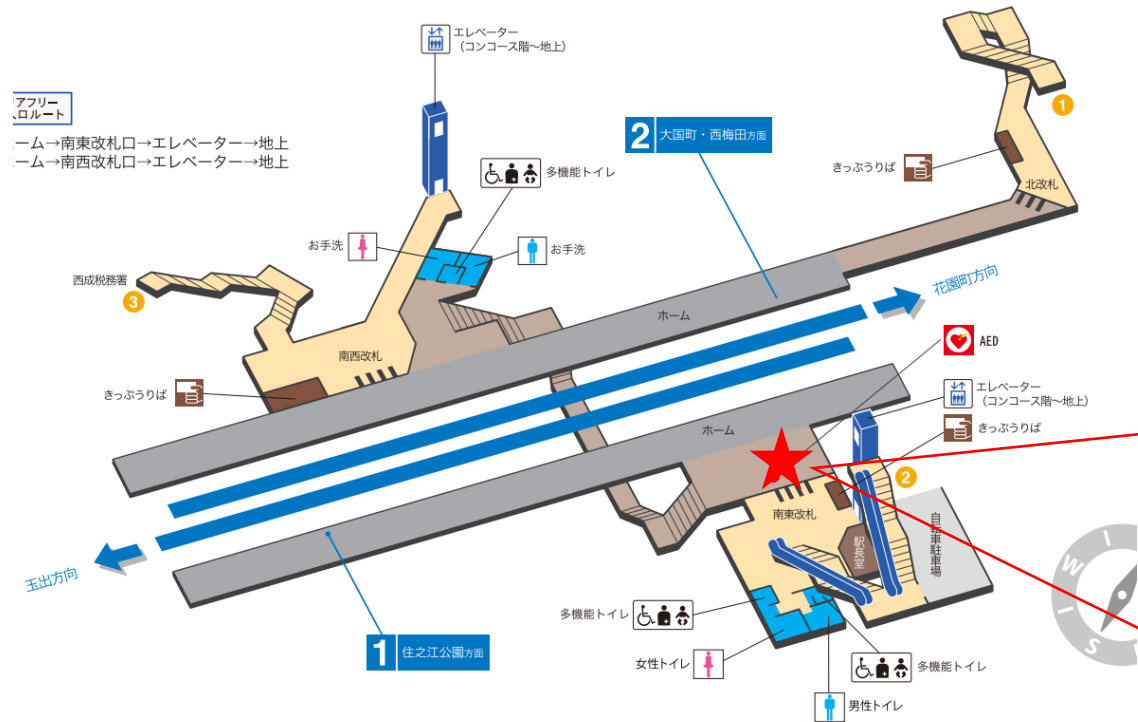 エレベーター
(コンコース階〜地上)
アフリー
ロルート
ーム→南東改札口→エレベーター→地上
ーム→南西改札口→エレベーター→地上
2 大国町・西梅田方面
1
きっぷうりば
北改札
多機能トイレ
お手洗
お手洗
西成税務署
3
花園町方向
ホーム
AED
南西改札
きっぷうりば
エレベーター
(コンコース階〜地上)
きっぷうりば
ホーム
2
南東改札
駅長室
自転車駐車場
玉出方向
多機能トイレ
1 住之江公園方面
女性トイレ
多機能トイレ
男性トイレ
W
S